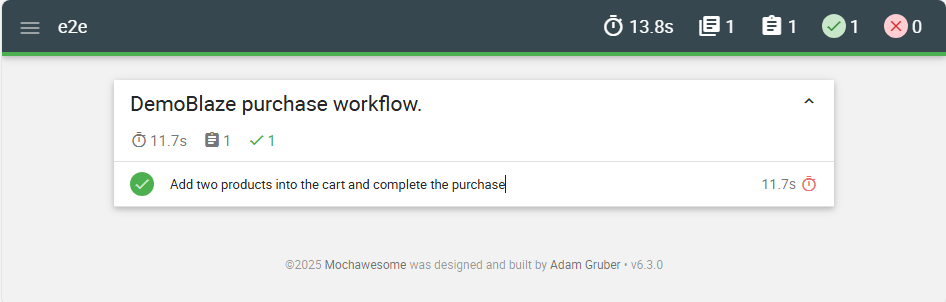 e2e 13.8s 1 1 1 0
DemoBlaze purchase workflow.
11.7s 1 1
Add two products into the cart and complete the purchase 11.7s
©2025 Mochawesome was designed and built by Adam Gruber • v6.3.0